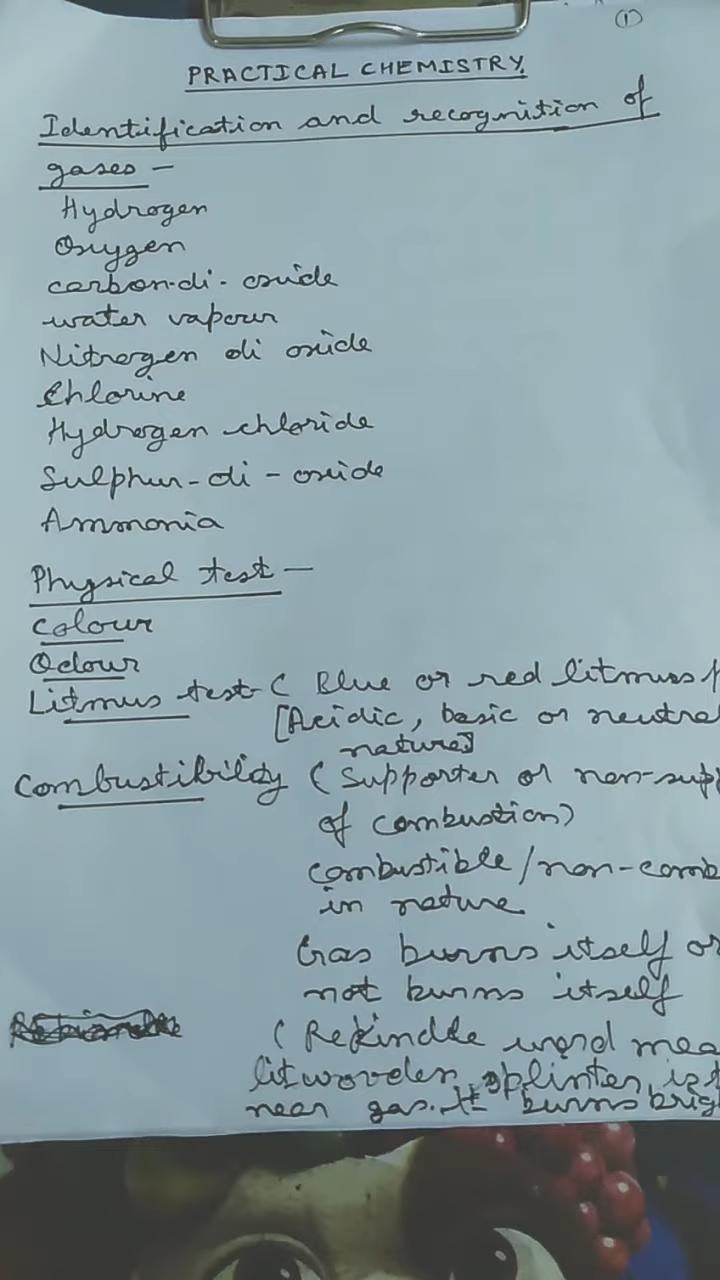 (1)
PRACTICAL CHEMISTRY
Identification and recognition of
gases -
Hydrogen
Oxygen
carbon-di-oxide
water vapour
Nitrogen di oxide
Chlorine
Hydrogen chloride
Sulphur-di-oxide
Ammonia
Physical test -
Colour
Odour
Litmus test- ( Blue or red litmus p
[Acidic, basic or neutral
nature]
Combustibility ( Supporter or non-supp
of combustion)
combustible/non-comb
in nature
Gas burns itself or
not burns itself
( Rekindle word mea
lit wooden splinter is t
near gas. It burns brig